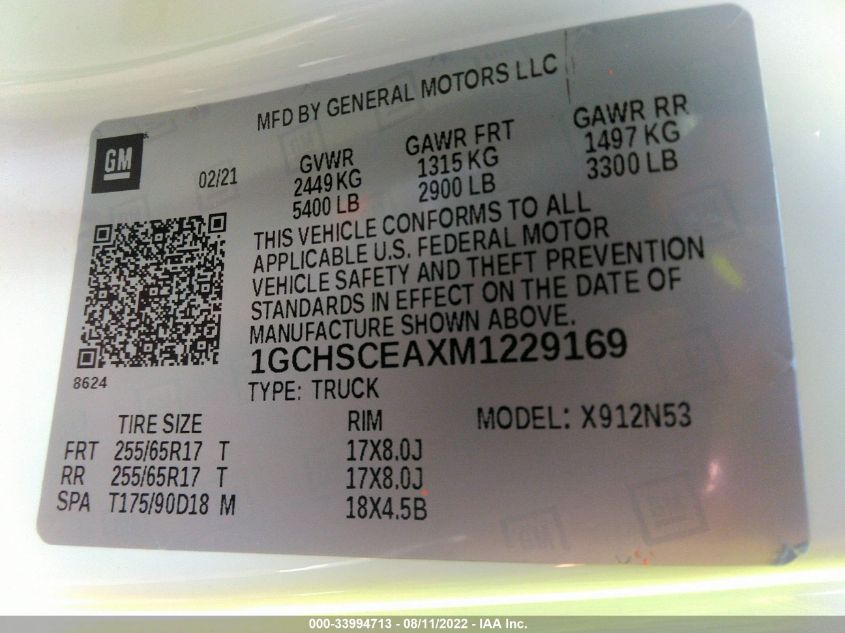 MFD BY GENERAL MOTORS LLC
GM
02/21
GVWR GAWR FRT GAWR RR
2449 KG 1315 KG 1497 KG
5400 LB 2900 LB 3300 LB
THIS VEHICLE CONFORMS TO ALL
APPLICABLE U.S. FEDERAL MOTOR
VEHICLE SAFETY AND THEFT PREVENTION
STANDARDS IN EFFECT ON THE DATE OF
MANUFACTURE SHOWN ABOVE.
8624
1GCHSCEAXM1229169
TYPE: TRUCK
TIRE SIZE RIM MODEL: X912N53
FRT 255/65R17 T 17X8.0J
RR 255/65R17 T 17X8.0J
SPA T175/90D18 M 18X4.5B
GM
000-33994713 - 08/11/2022 - IAA Inc.